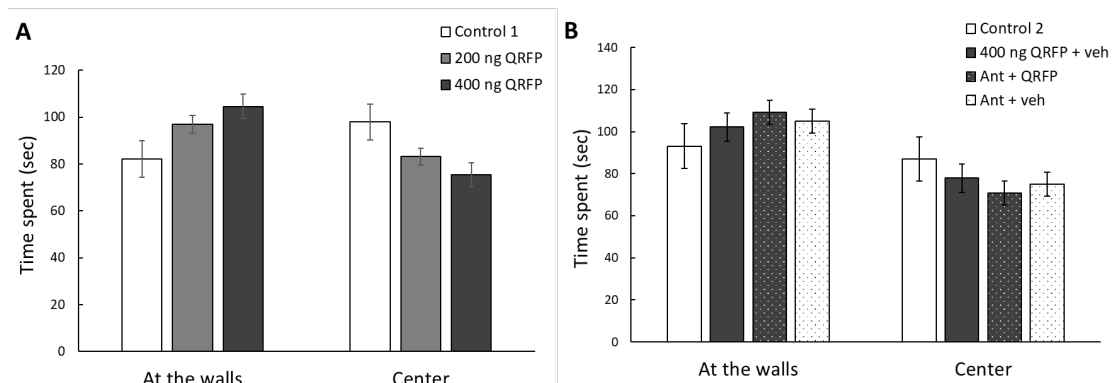 A
Control 1
200 ng QRFP
400 ng QRFP
Time spent (sec)
120
100
80
60
40
20
0
At the walls
Center
B
Control 2
400 ng QRFP + veh
Ant + QRFP
Ant + veh
Time spent (sec)
140
120
100
80
60
40
20
0
At the walls
Center